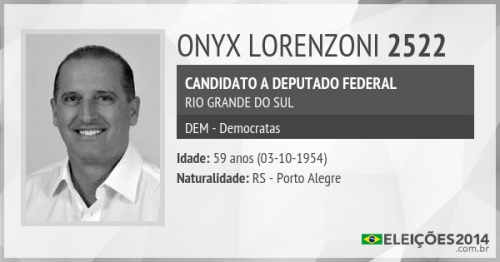 ONYX LORENZONI 2522
CANDIDATO A DEPUTADO FEDERAL
RIO GRANDE DO SUL
DEM - Democratas
Idade: 59 anos (03-10-1954)
Naturalidade: RS - Porto Alegre
ELEIÇÕES2014
.com.br